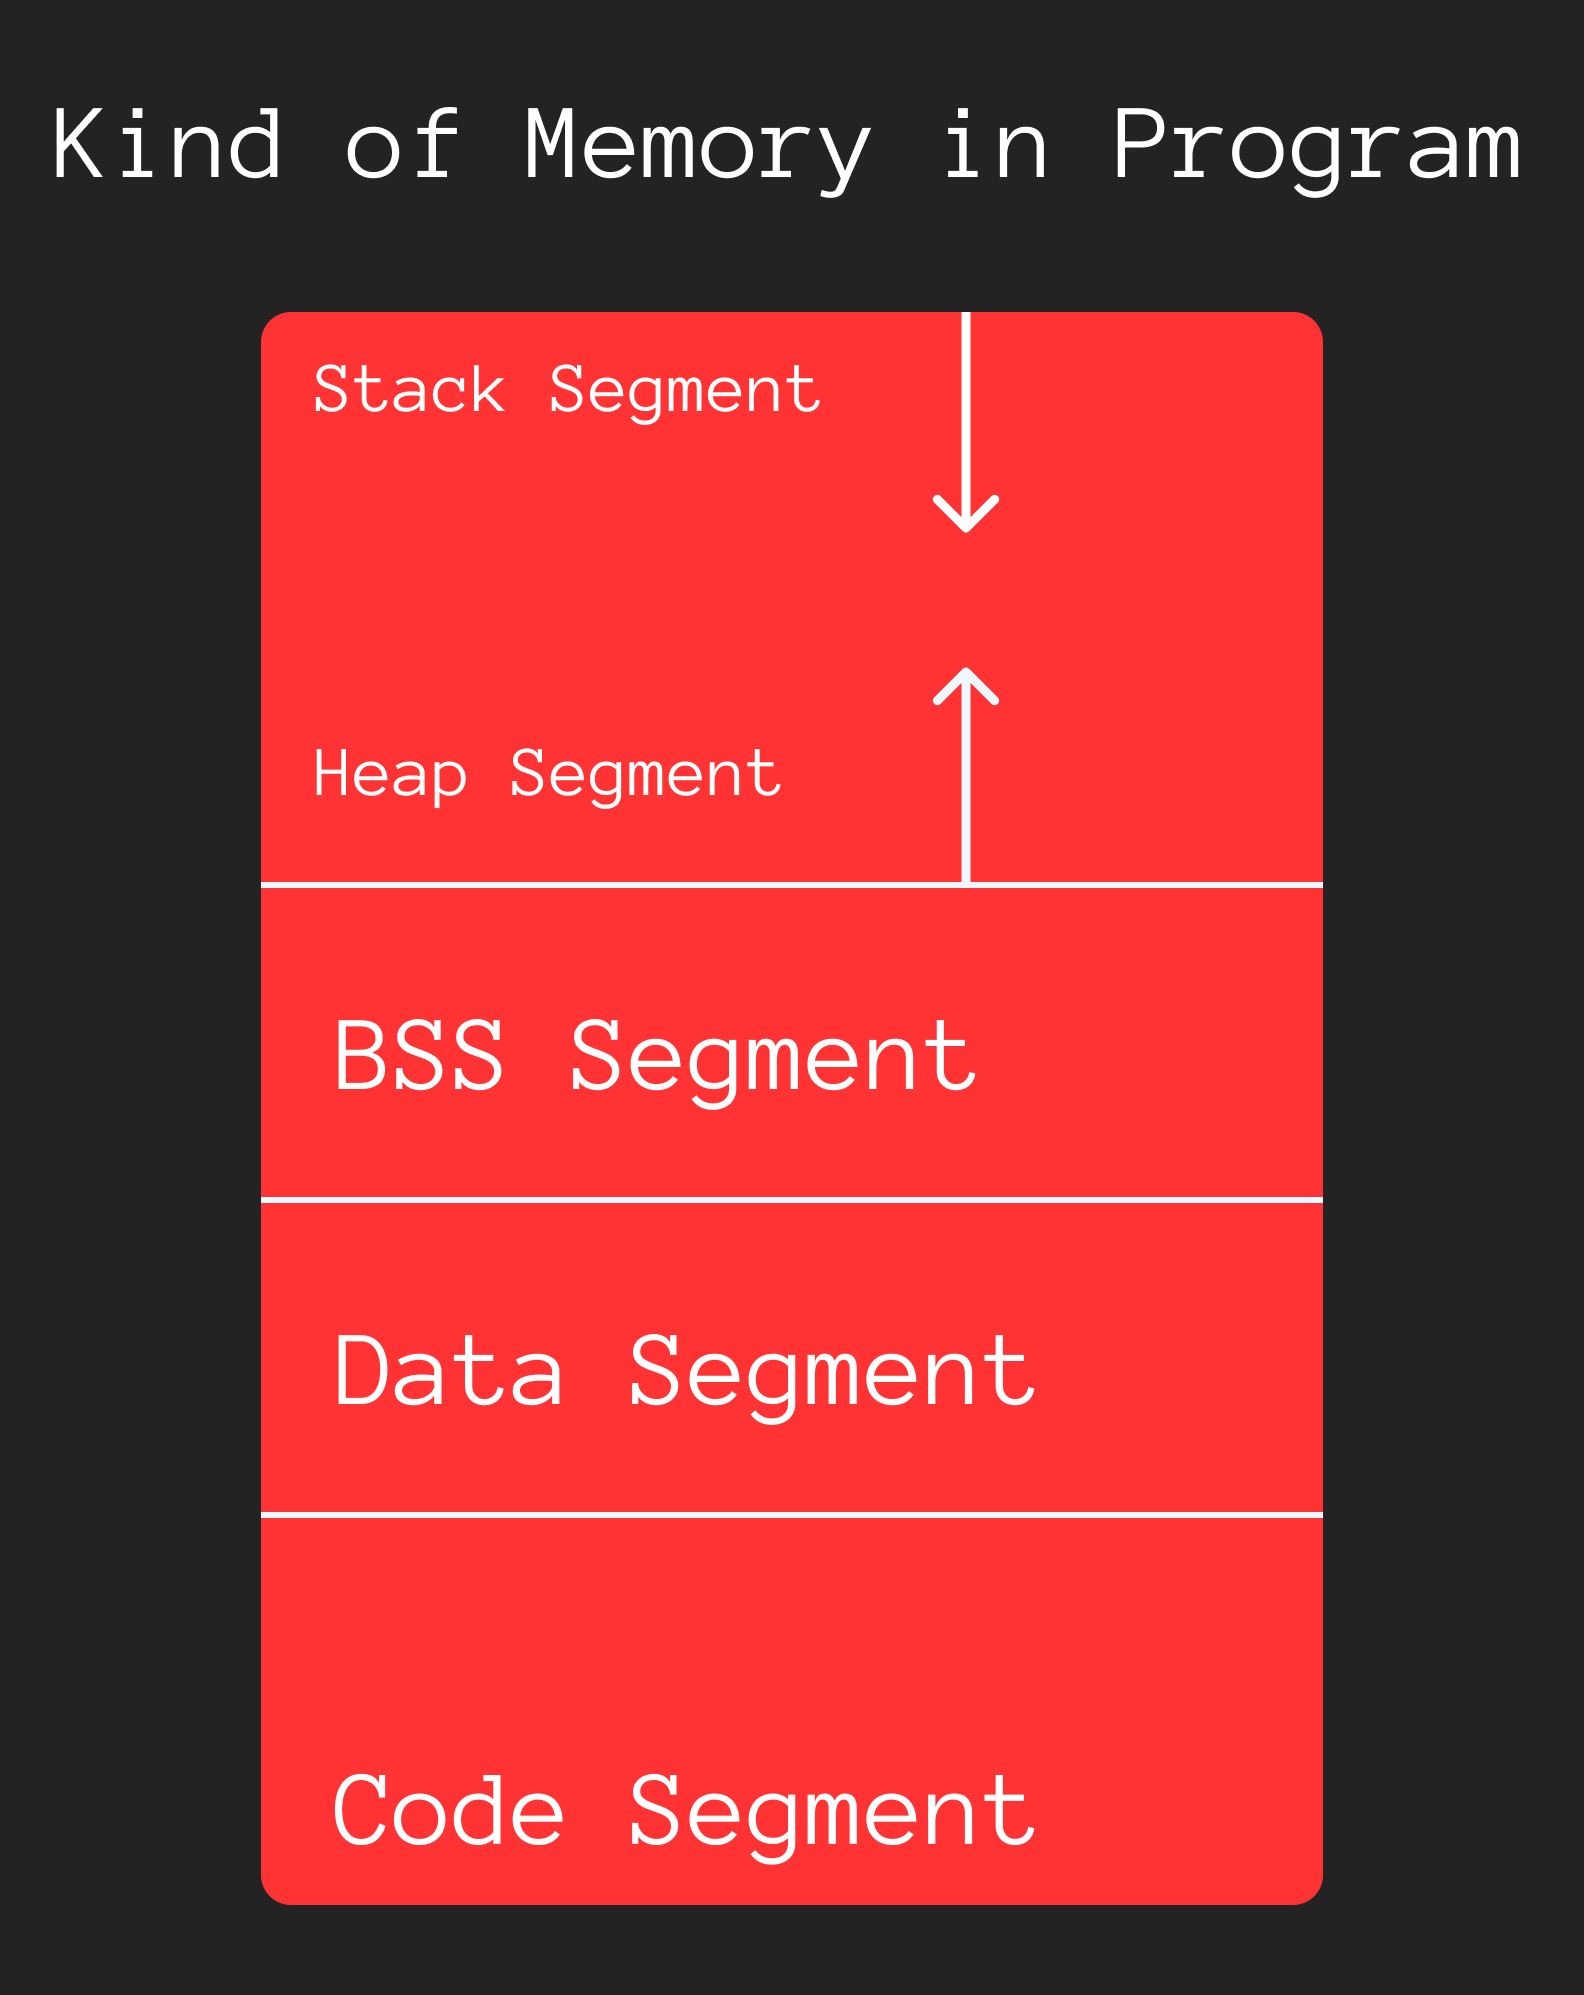 Kind of Memory in Program
Stack Segment
Heap Segment
BSS Segment
Data Segment
Code Segment